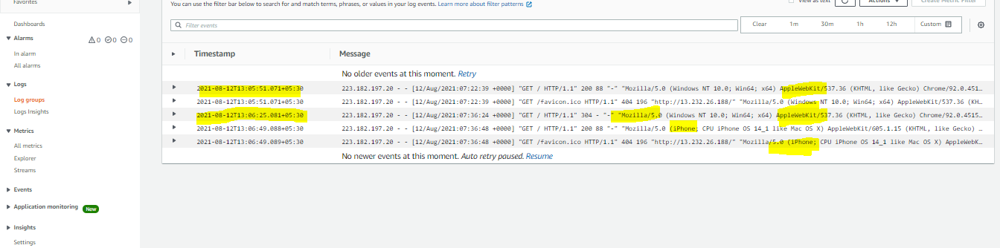 Favorites
You can use the filter bar below to search for and match terms, phrases, or values in your log events. Learn more about filter patterns
View as text
Actions
Create Metric Filter
Dashboards
Filter events
Clear 1m 30m 1h 12h Custom
Alarms 0 0 0
In alarm
All alarms
Timestamp Message
No older events at this moment. Retry
Logs
2021-08-12T13:05:51.071+05:30 223.182.197.20 - - [12/Aug/2021:07:22:39 +0000] "GET / HTTP/1.1" 200 88 "-" "Mozilla/5.0 (Windows NT 10.0; Win64; x64) AppleWebKit/537.36 (KHTML, like Gecko) Chrome/92.0.451…
Log groups
2021-08-12T13:05:51.071+05:30 223.182.197.20 - - [12/Aug/2021:07:22:39 +0000] "GET /favicon.ico HTTP/1.1" 404 196 "http://13.232.26.188/" "Mozilla/5.0 (Windows NT 10.0; Win64; x64) AppleWebKit/537.36 (KH…
Logs Insights
2021-08-12T13:06:25.081+05:30 223.182.197.20 - - [12/Aug/2021:07:36:24 +0000] "GET / HTTP/1.1" 304 - "-" "Mozilla/5.0 (Windows NT 10.0; Win64; x64) AppleWebKit/537.36 (KHTML, like Gecko) Chrome/92.0.4515…
2021-08-12T13:06:49.088+05:30 223.182.197.20 - - [12/Aug/2021:07:36:48 +0000] "GET / HTTP/1.1" 200 88 "-" "Mozilla/5.0 (iPhone; CPU iPhone OS 14_1 like Mac OS X) AppleWebKit/605.1.15 (KHTML, like Gecko) …
Metrics
2021-08-12T13:06:49.089+05:30 223.182.197.20 - - [12/Aug/2021:07:36:48 +0000] "GET /favicon.ico HTTP/1.1" 404 196 "http://13.232.26.188/" "Mozilla/5.0 (iPhone; CPU iPhone OS 14_1 like Mac OS X) AppleWebK…
All metrics
No newer events at this moment. Auto retry paused. Resume
Explorer
Streams
Events
Application monitoring New
Insights
Settings